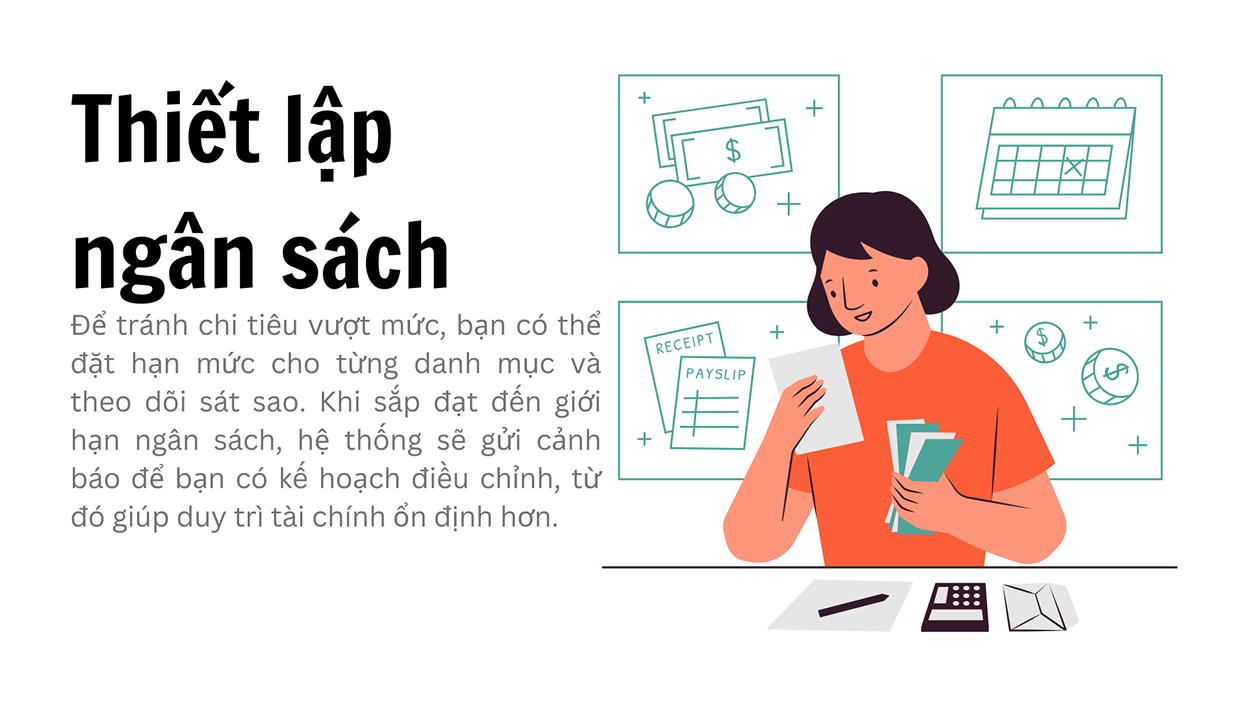 Thiết lập
ngân sách
Để tránh chi tiêu vượt mức, bạn có thể
đặt hạn mức cho từng danh mục và
theo dõi sát sao. Khi sắp đạt đến giới
hạn ngân sách, hệ thống sẽ gửi cảnh
báo để bạn có kế hoạch điều chỉnh, từ
đó giúp duy trì tài chính ổn định hơn.
$
RECEIPT
PAYSLIP
$
$